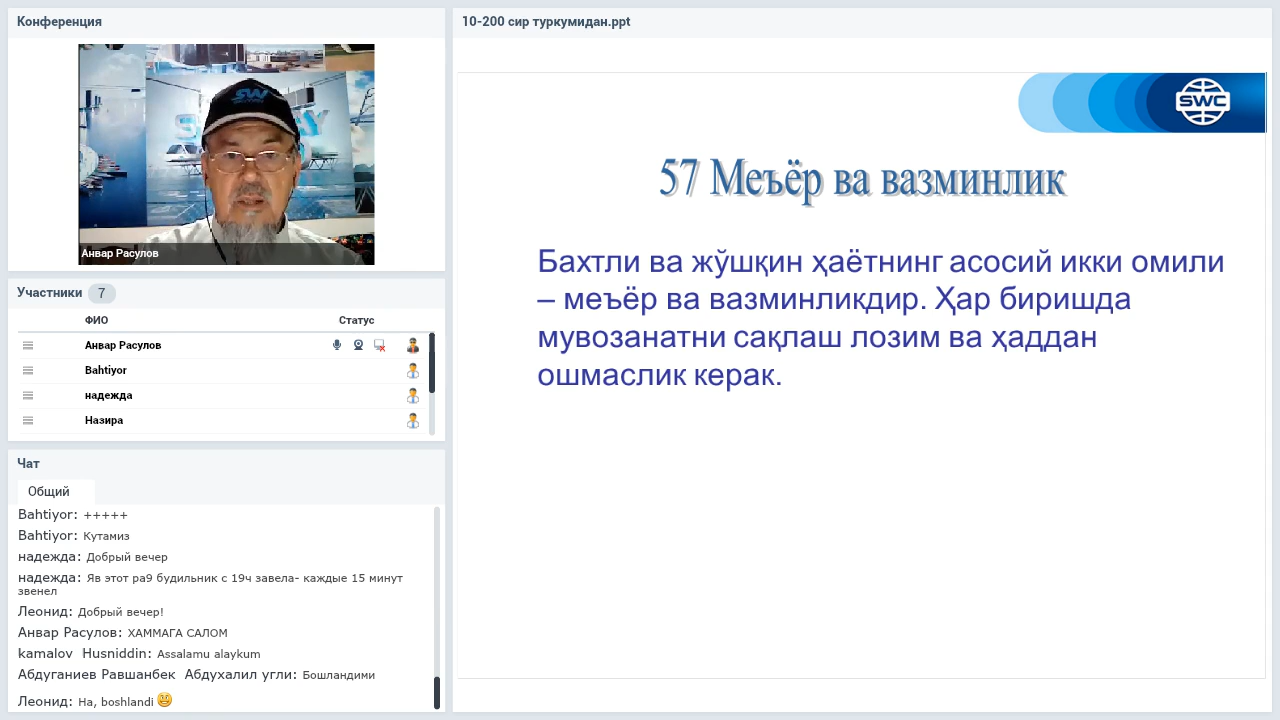 Конференция
SW
Анвар Расулов
Участники 7
ФИО Статус
Анвар Расулов
Bahtiyor
надежда
Назира
Чат
Общий
Bahtiyor: +++++
Bahtiyor: Кутамиз
надежда: Добрый вечер
надежда: Яв этот ра9 будильник с 19ч завела- каждые 15 минут
звенел
Леонид: Добрый вечер!
Анвар Расулов: ХАММАГА САЛОМ
kamalov Husniddin: Assalamu alaykum
Абдуганиев Равшанбек Абдухалил угли: Бошландими
Леонид: Ha, boshlandi
10-200 сир туркумидан.ppt
SWC
57 Меъёр ва вазминлик
Бахтли ва жўшқин ҳаётнинг асосий икки омили
– меъёр ва вазминликдир. Ҳар биришда
мувозанатни сақлаш лозим ва ҳаддан
ошмаслик керак.